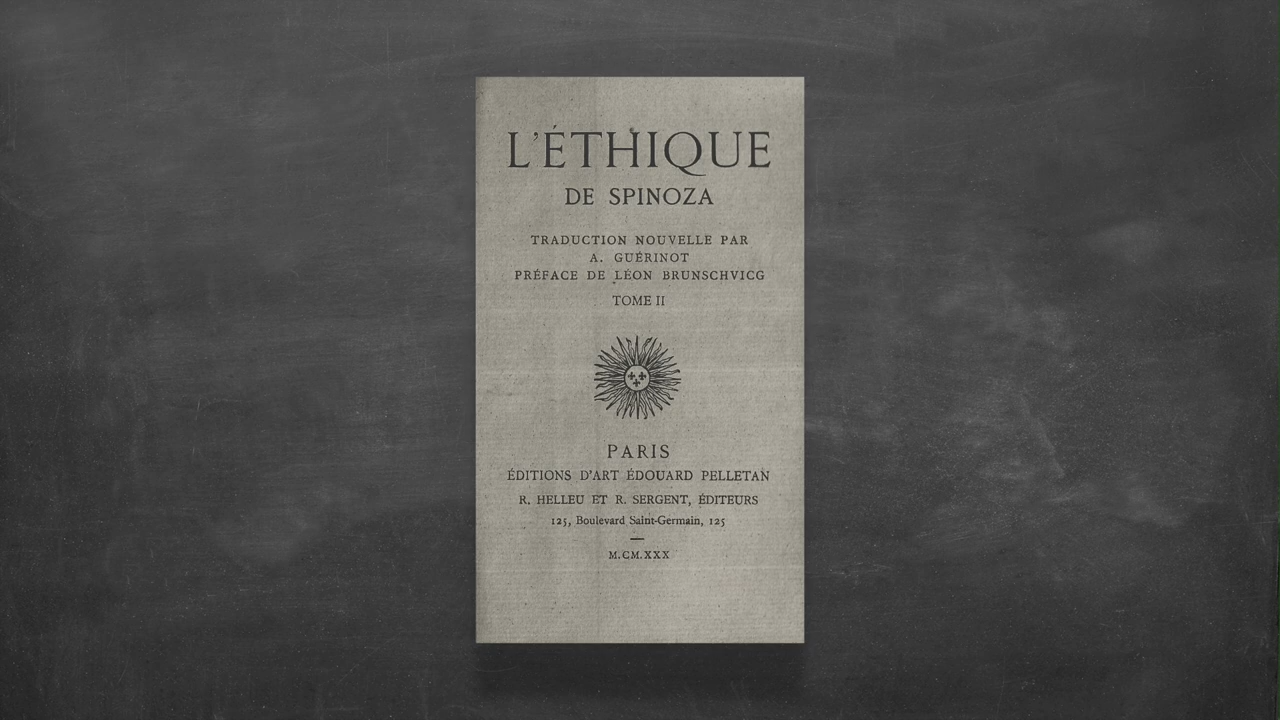 L'ÉTHIQUE
DE SPINOZA
TRADUCTION NOUVELLE PAR
A. GUÉRINOT
PRÉFACE DE LÉON BRUNSCHVICG
TOME II
PARIS
ÉDITIONS D'ART ÉDOUARD PELLETAN
R. HELLEU ET R. SERGENT, ÉDITEURS
125, Boulevard Saint-Germain, 125
M.CM.XXX